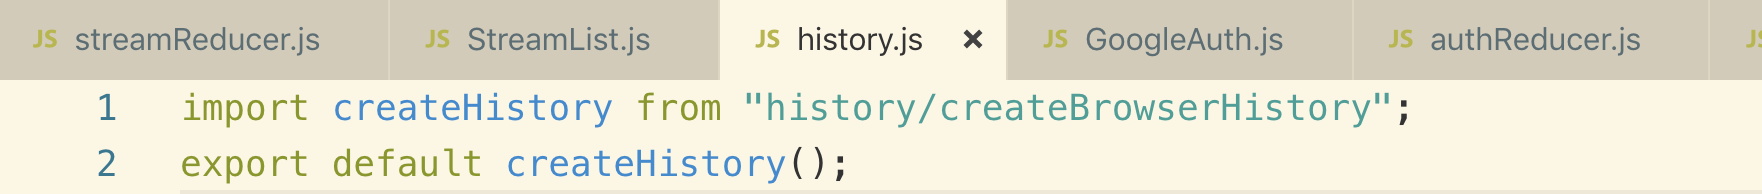 JS streamReducer.js JS StreamList.js JS history.js × JS GoogleAuth.js JS authReducer.js
1 import createHistory from "history/createBrowserHistory";
2 export default createHistory();